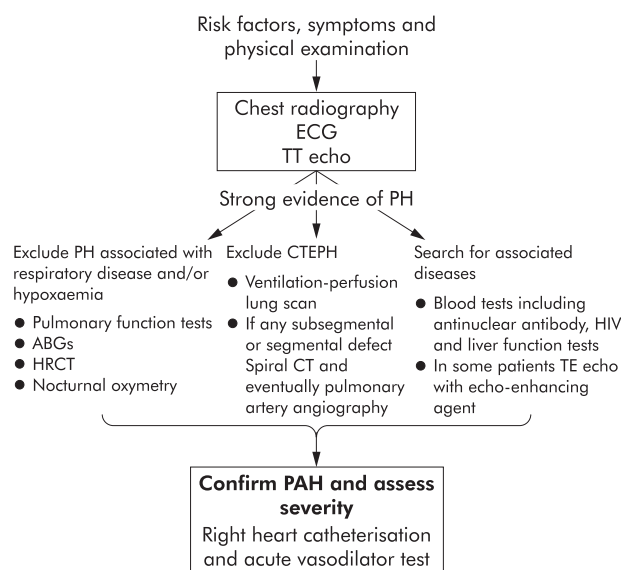 Risk factors, symptoms and
physical examination
Chest radiography
ECG
TT echo
Strong evidence of PH
Exclude PH associated with
respiratory disease and/or
hypoxaemia
● Pulmonary function tests
● ABGs
● HRCT
● Nocturnal oxymetry
Exclude CTEPH
● Ventilation-perfusion
lung scan
● If any subsegmental
or segmental defect
Spiral CT and
eventually pulmonary
artery angiography
Search for associated
diseases
● Blood tests including
antinuclear antibody, HIV
and liver function tests
● In some patients TE echo
with echo-enhancing
agent
Confirm PAH and assess
severity
Right heart catheterisation
and acute vasodilator test